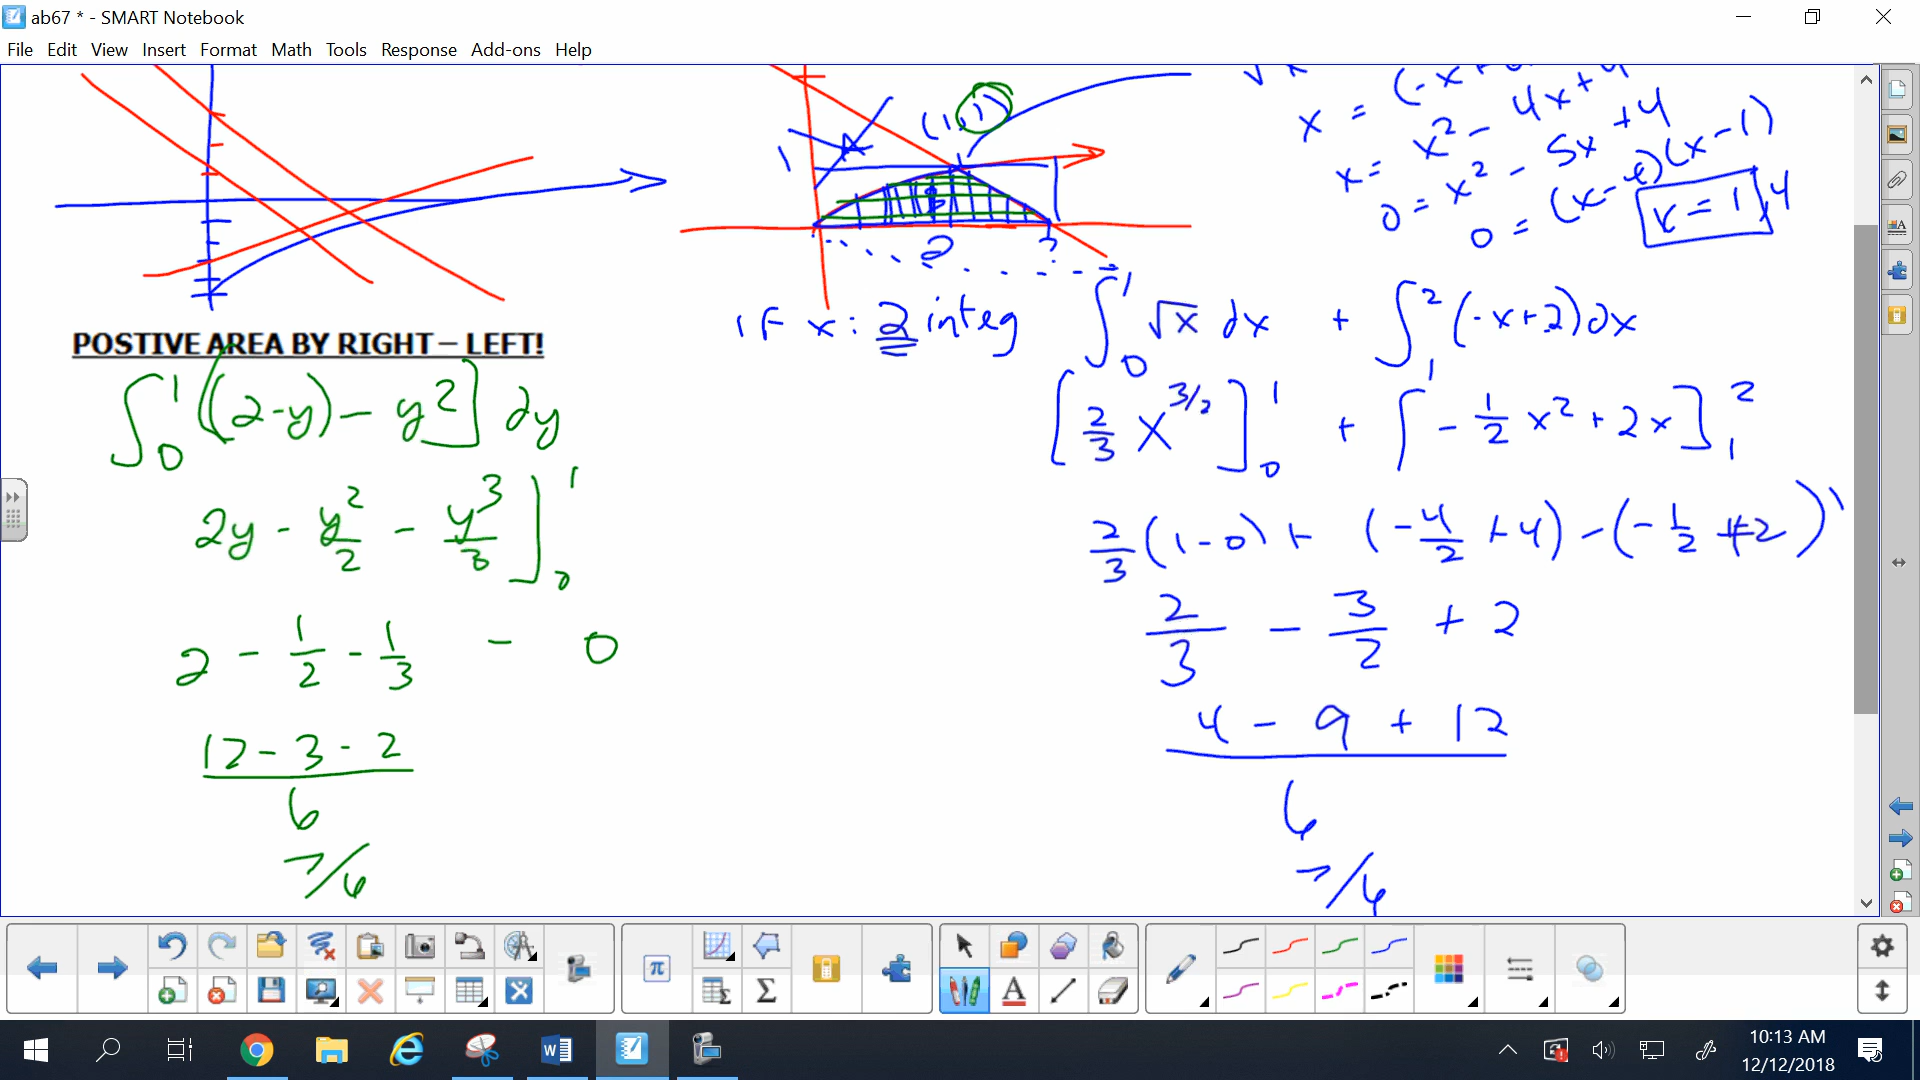 ab67 * - SMART Notebook
File Edit View Insert Format Math Tools Response Add-ons Help
(1,1)
1
2
x = (-x+
x = x² - 4x+4
0 = x² - 5x +4
0 = (x-4)(x-1)
x = 1, 4
IF x: 2 integ ∫₀¹ √x dx + ∫₁² (-x+2)dx
[2/3 x^3/2]₀¹ + [-1/2 x² + 2x]₁²
2/3 (1-0) + (-4/2 + 4) - (-1/2 + 2)
2/3 - 3/2 + 2
4 - 9 + 12
6
7/6
POSTIVE AREA BY RIGHT – LEFT!
∫₀¹ [(2-y) - y²] dy
2y - y²/2 - y³/3 ]₀¹
2 - 1/2 - 1/3 - 0
12 - 3 - 2
6
7/6
10:13 AM
12/12/2018